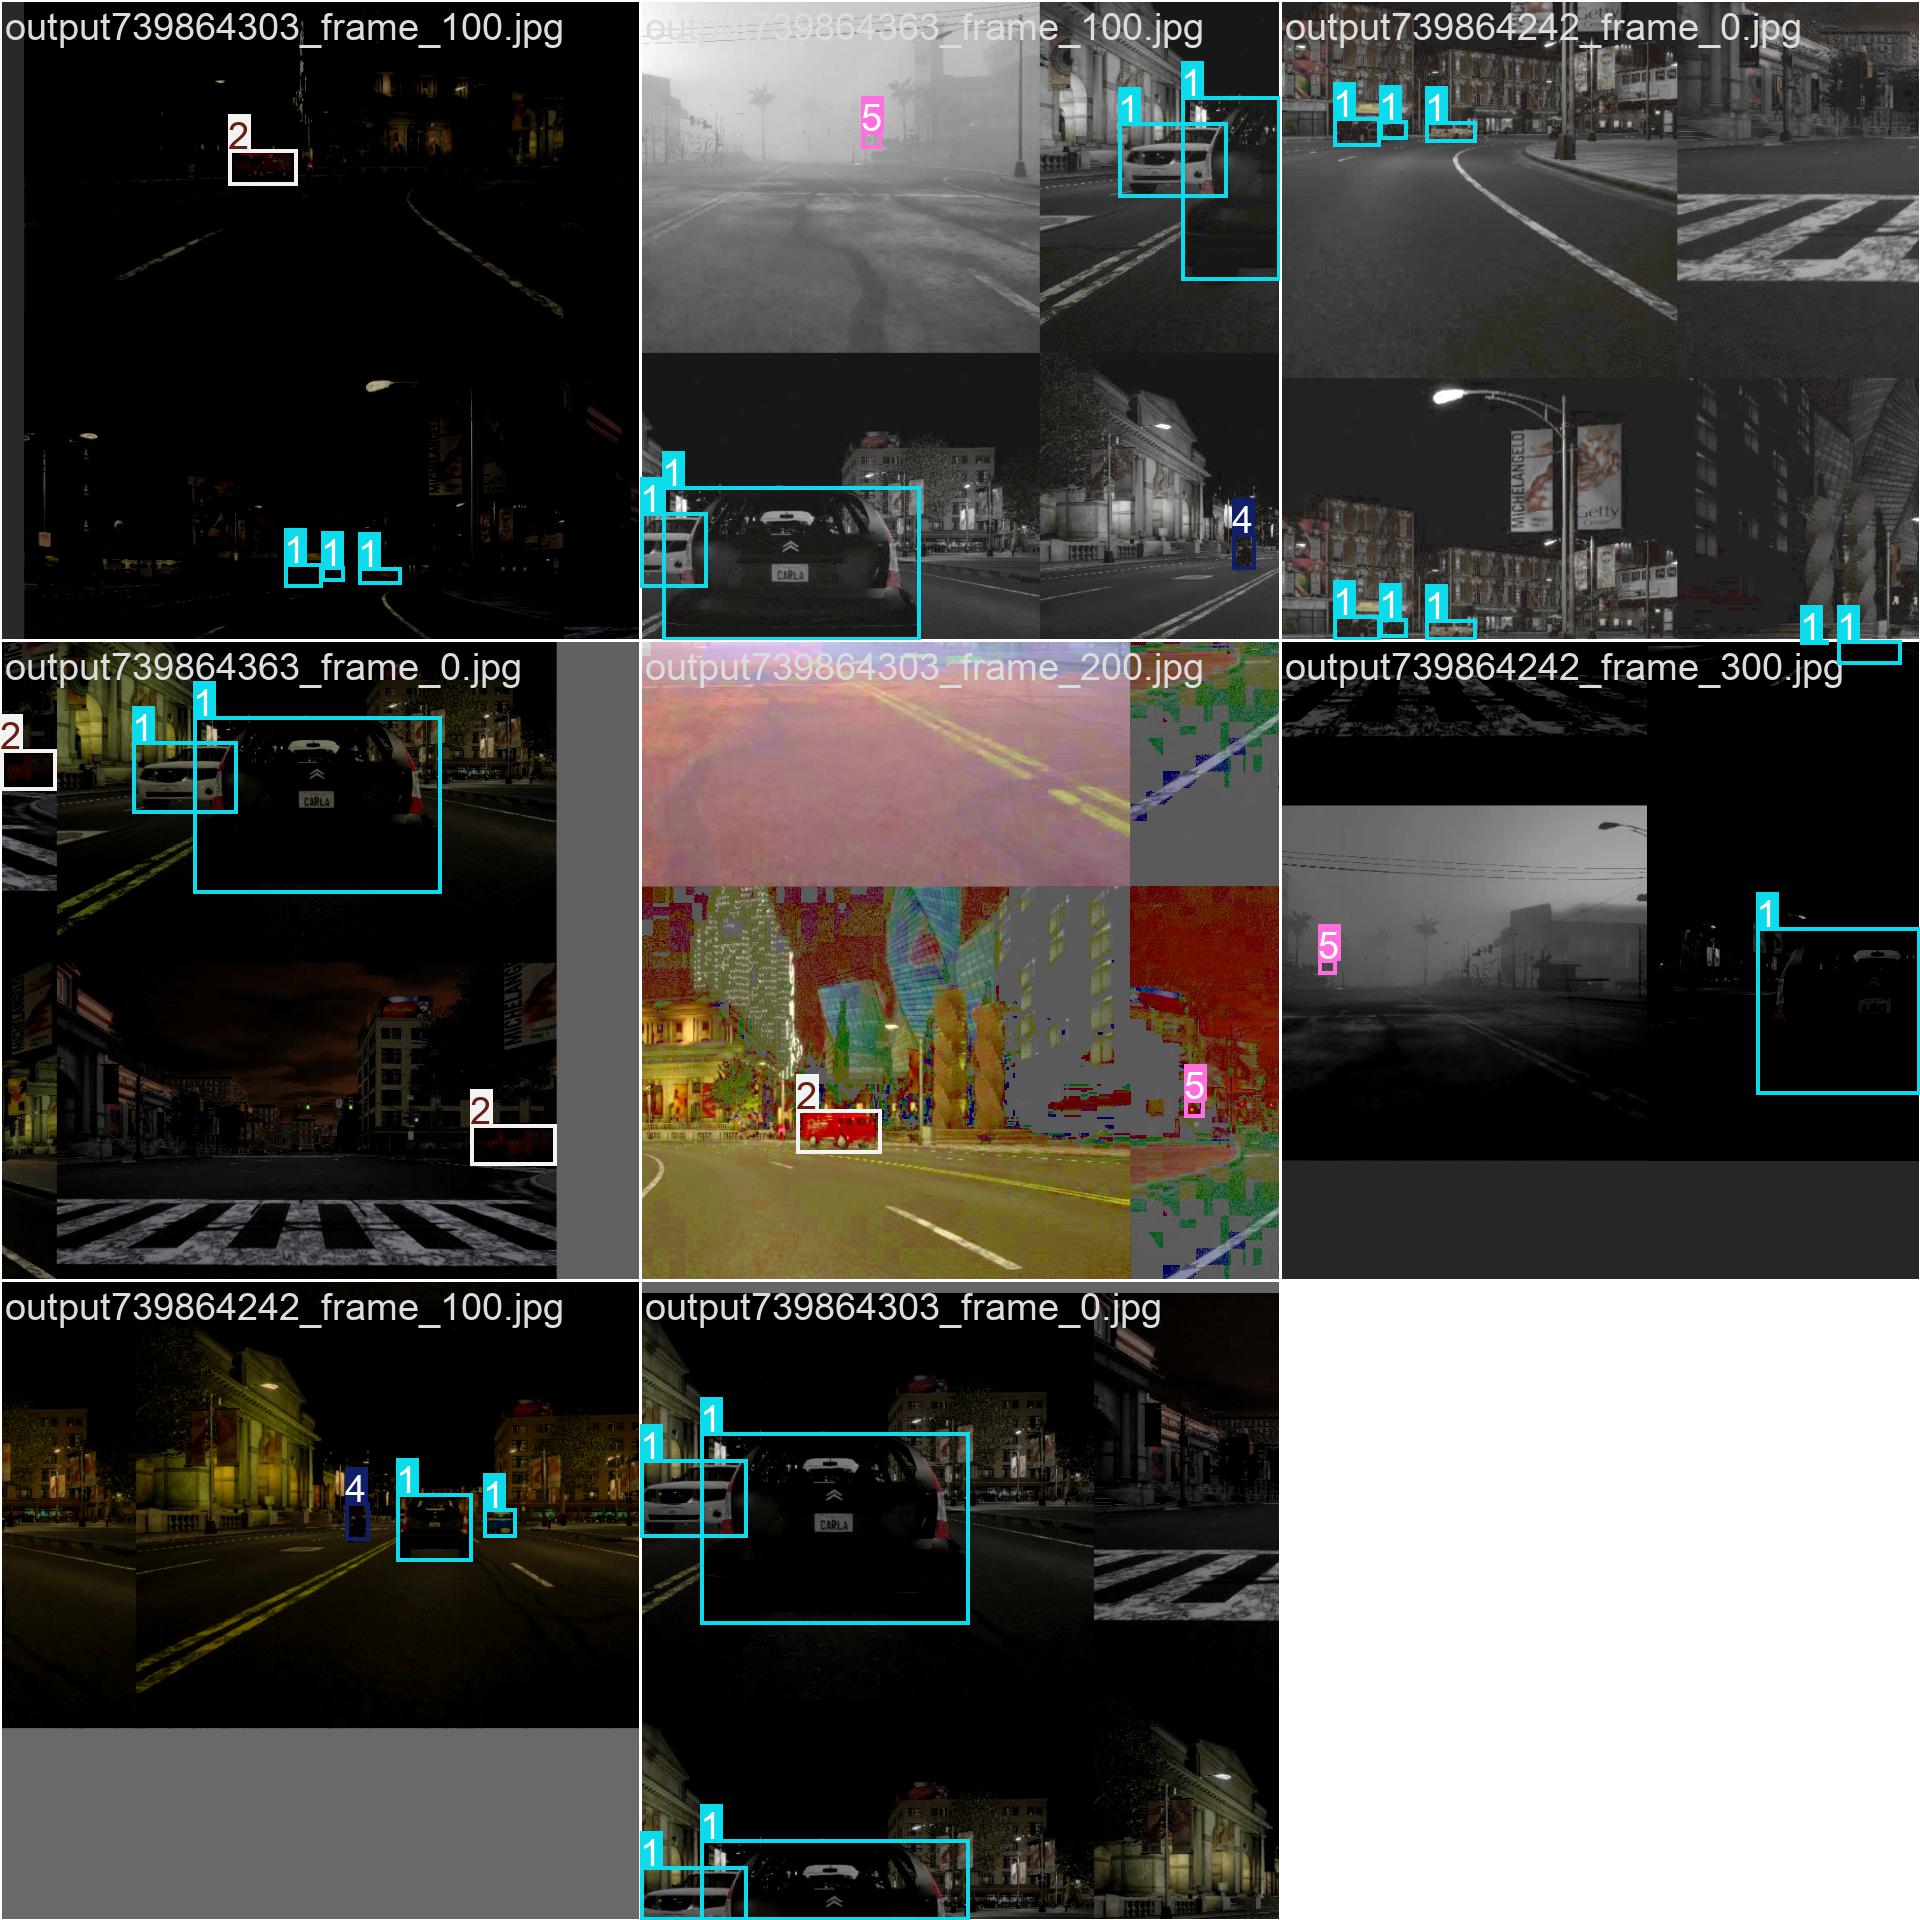 output739864303_frame_100.jpg
2
1 1 1
output739864363_frame_100.jpg
5
1
1
1
1
CARLA
4
output739864242_frame_0.jpg
1 1 1
MICHELANGELO
Getty
Center
1 1 1
1 1
output739864363_frame_0.jpg
1
1
2
CARLA
MICHELANGE
2
output739864303_frame_200.jpg
2
5
output739864242_frame_300.jpg
1
5
output739864242_frame_100.jpg
4
1
1
output739864303_frame_0.jpg
1
1
CARLA
1
1